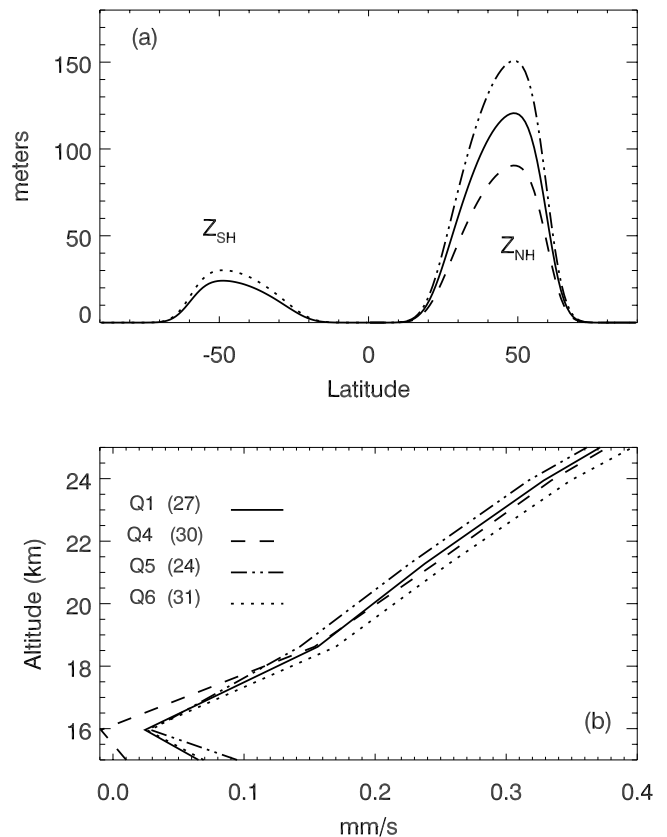 (a)
meters
150
100
50
0
Z_SH
Z_NH
-50
0
50
Latitude
Altitude (km)
24
22
20
18
16
Q1 (27)
Q4 (30)
Q5 (24)
Q6 (31)
(b)
0.0
0.1
0.2
0.3
0.4
mm/s